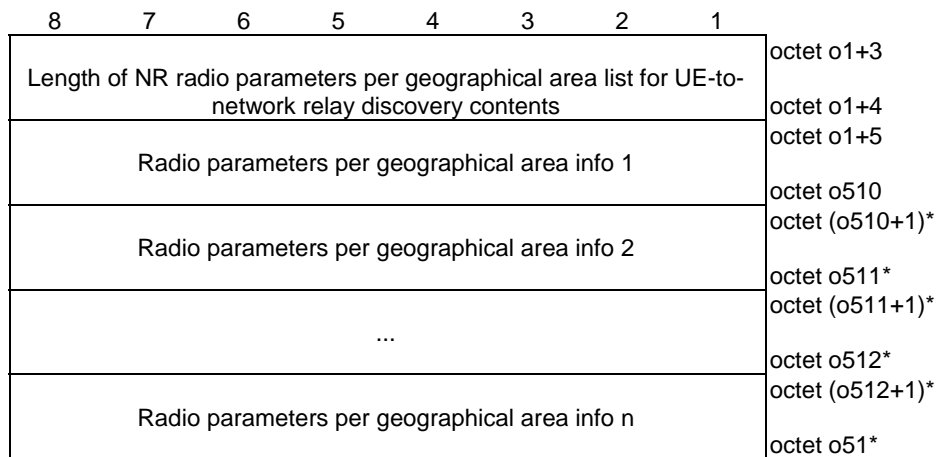 8 7 6 5 4 3 2 1
Length of NR radio parameters per geographical area list for UE-to-
network relay discovery contents
octet o1+3
octet o1+4
Radio parameters per geographical area info 1
octet o1+5
octet o510
Radio parameters per geographical area info 2
octet (o510+1)*
octet o511*
...
octet (o511+1)*
octet o512*
Radio parameters per geographical area info n
octet (o512+1)*
octet o51*